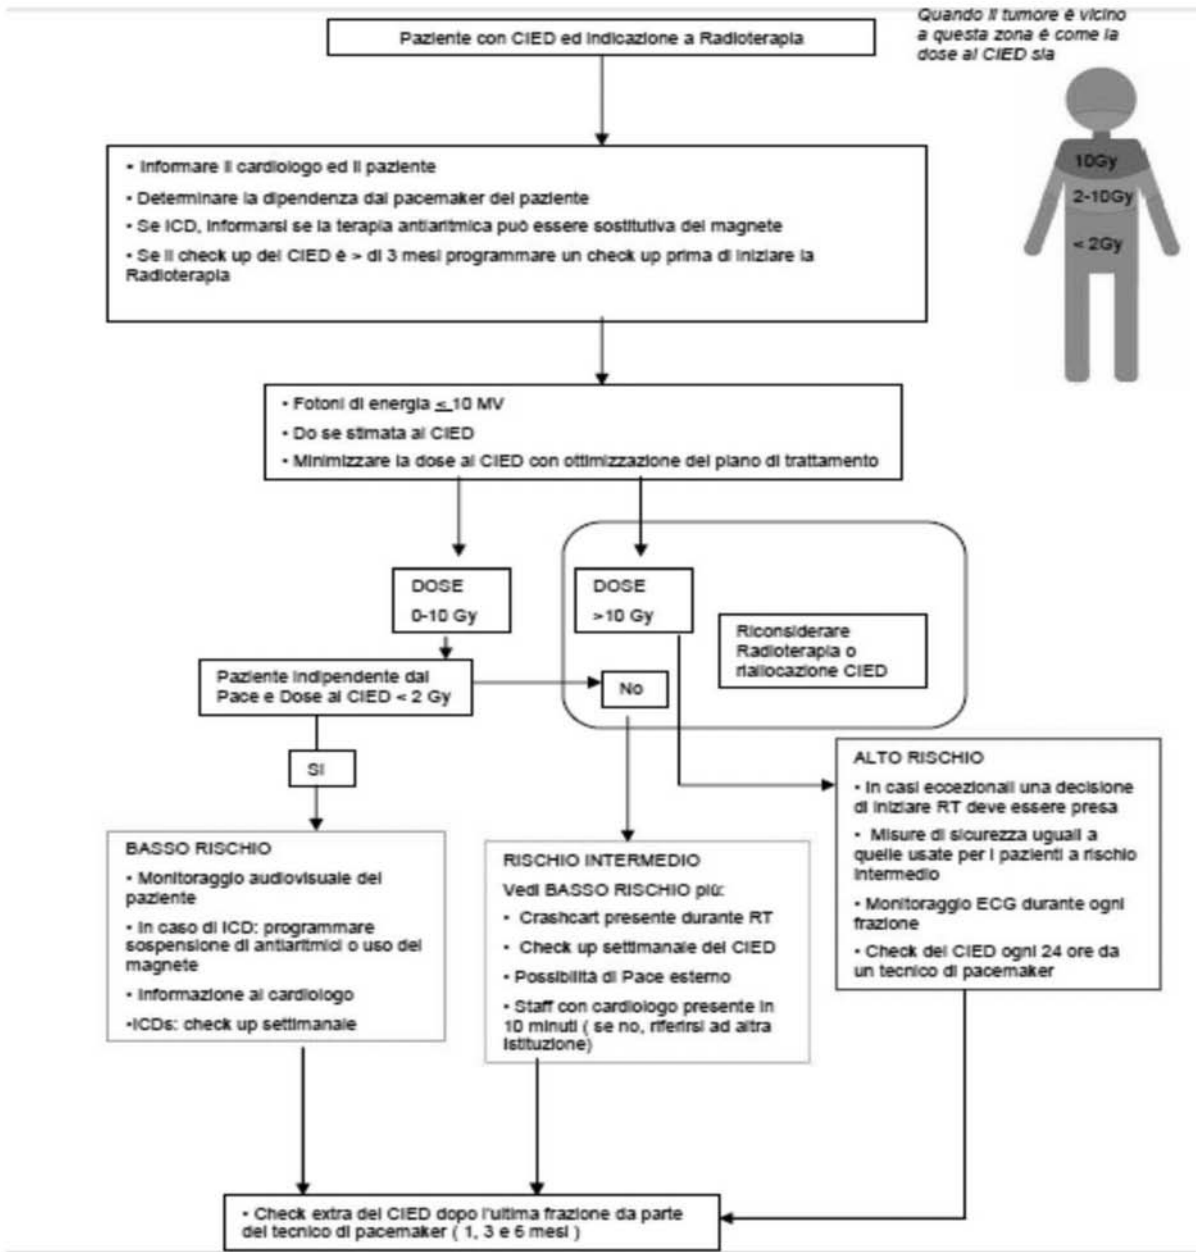 Paziente con CIED ed indicazione a Radioterapia
Quando il tumore è vicino
a questa zona è come la
dose al CIED sia
10Gy
2-10Gy
< 2Gy
• Informare il cardiologo ed il paziente
• Determinare la dipendenza dal pacemaker del paziente
• Se ICD, informarsi se la terapia antiaritmica può essere sostitutiva del magnete
• Se il check up del CIED è > di 3 mesi programmare un check up prima di iniziare la
Radioterapia
• Fotoni di energia ≤ 10 MV
• Do se stimata al CIED
• Minimizzare la dose al CIED con ottimizzazione del piano di trattamento
DOSE
0-10 Gy
DOSE
>10 Gy
Riconsiderare
Radioterapia o
riallocazione CIED
Paziente indipendente dal
Pace e Dose al CIED < 2 Gy
No
SI
BASSO RISCHIO
• Monitoraggio audiovisuale del
paziente
• In caso di ICD: programmare
sospensione di antiaritmici o uso del
magnete
• Informazione al cardiologo
•ICDs: check up settimanale
RISCHIO INTERMEDIO
Vedi BASSO RISCHIO più:
• Crashcart presente durante RT
• Check up settimanale del CIED
• Possibilità di Pace esterno
• Staff con cardiologo presente in
10 minuti ( se no, riferirsi ad altra
istituzione)
ALTO RISCHIO
• In casi eccezionali una decisione
di iniziare RT deve essere presa
• Misure di sicurezza uguali a
quelle usate per i pazienti a rischio
intermedio
• Monitoraggio ECG durante ogni
frazione
• Check del CIED ogni 24 ore da
un tecnico di pacemaker
• Check extra del CIED dopo l'ultima frazione da parte
del tecnico di pacemaker ( 1, 3 e 6 mesi )